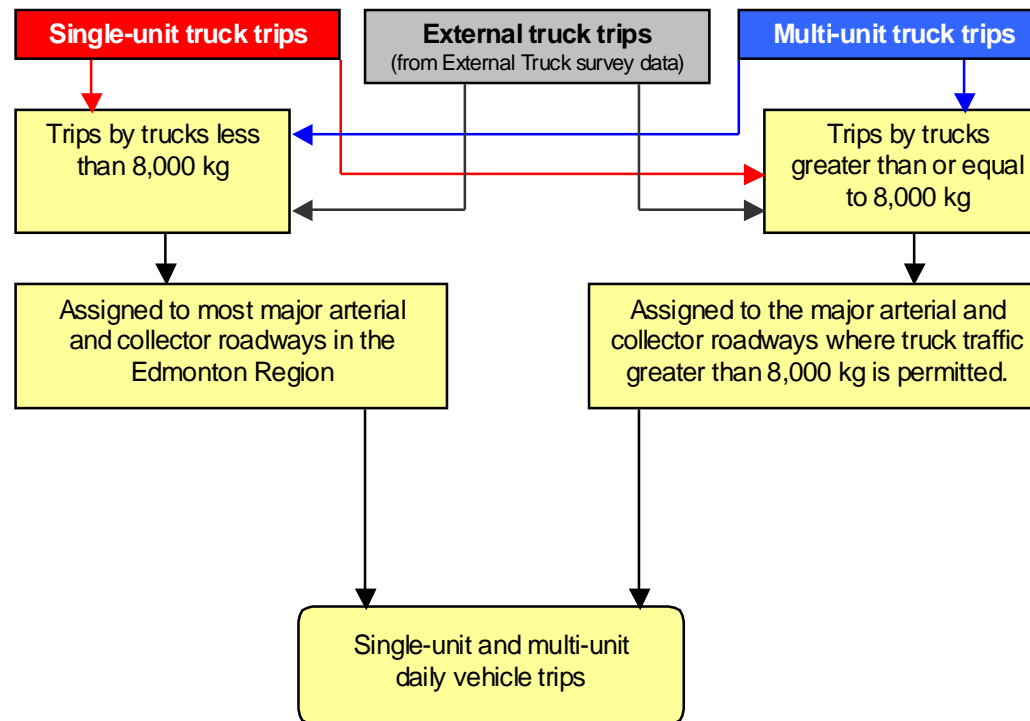 Single-unit truck trips
External truck trips
(from External Truck survey data)
Multi-unit truck trips
Trips by trucks less
than 8,000 kg
Trips by trucks
greater than or equal
to 8,000 kg
Assigned to most major arterial
and collector roadways in the
Edmonton Region
Assigned to the major arterial and
collector roadways where truck traffic
greater than 8,000 kg is permitted.
Single-unit and multi-unit
daily vehicle trips